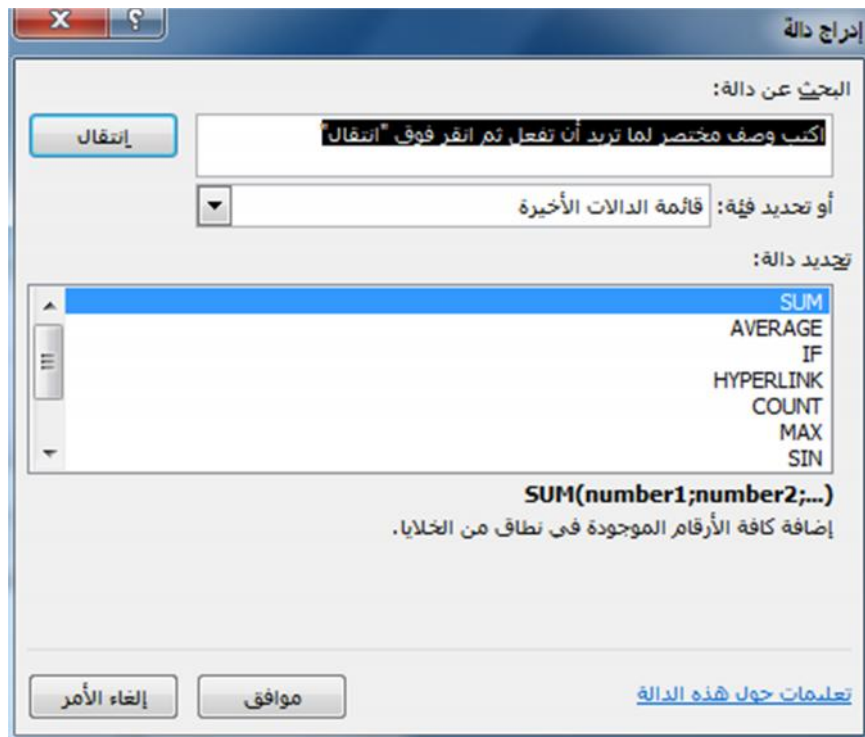 إدراج دالة
البحث عن دالة:
اكتب وصف مختصر لما تريد أن تفعل ثم انقر فوق "انتقال"
إنتقال
أو تحديد فئة: قائمة الدالات الأخيرة
تحديد دالة:
SUM
AVERAGE
IF
HYPERLINK
COUNT
MAX
SIN
SUM(number1;number2;...)
إضافة كافة الأرقام الموجودة في نطاق من الخلايا.
تعليمات حول هذه الدالة
موافق
إلغاء الأمر